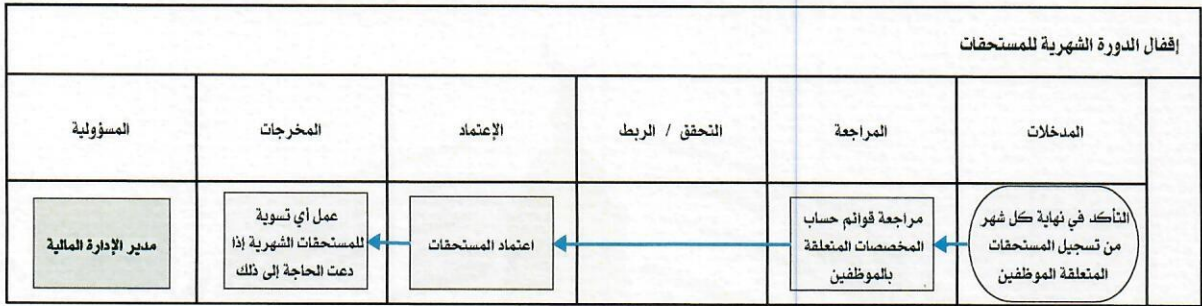 إقفال الدورة الشهرية للمستحقات
المدخلات
المراجعة
التحقق / الربط
الإعتماد
المخرجات
المسؤولية
التأكد في نهاية كل شهر
من تسجيل المستحقات
المتعلقة الموظفين
مراجعة قوائم حساب
المخصصات المتعلقة
بالموظفين
اعتماد المستحقات
عمل أي تسوية
للمستحقات الشهرية إذا
دعت الحاجة إلى ذلك
مدير الإدارة المالية